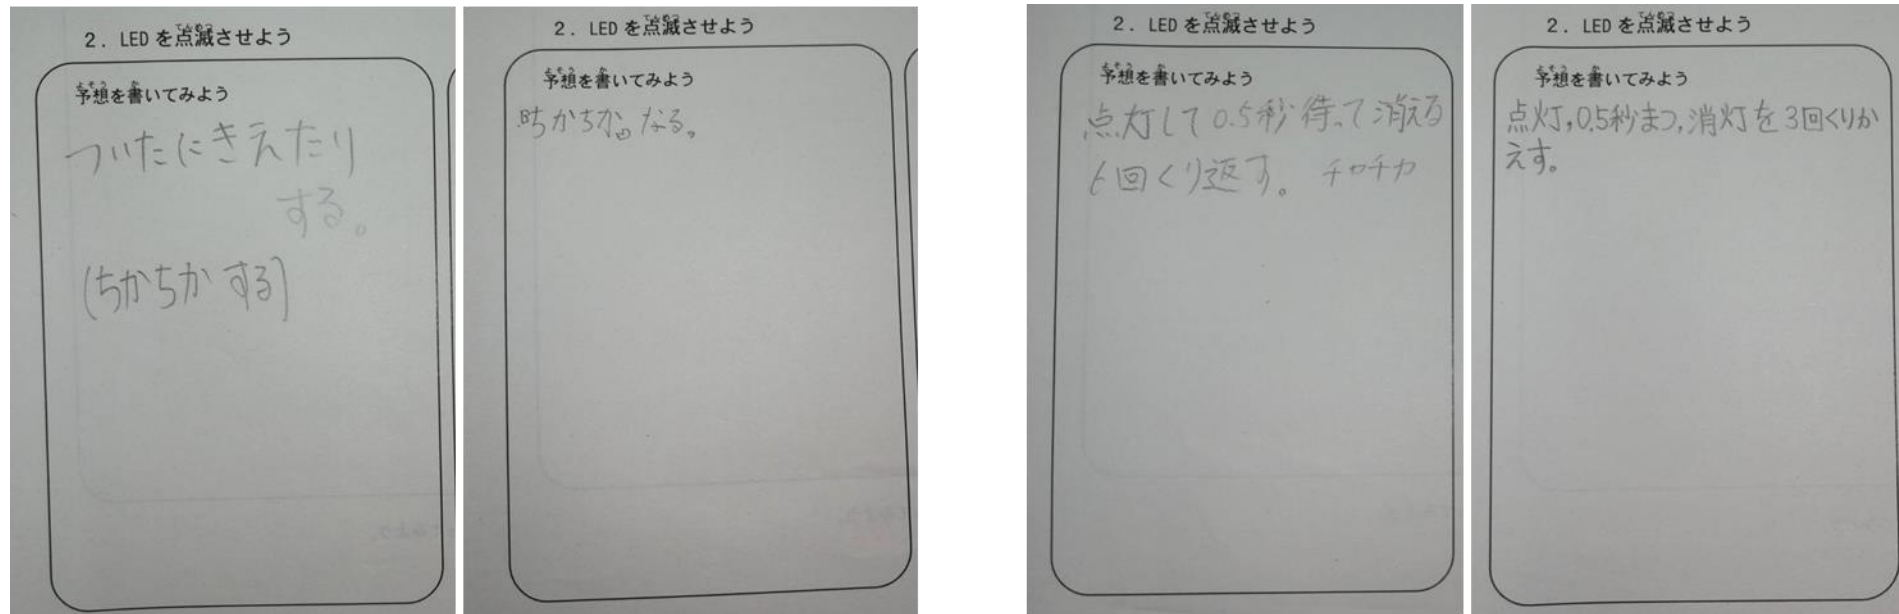 2. LEDを点滅させよう
予想を書いてみよう
ついたにきえたり
する。
(ちかちかする)
2. LEDを点滅させよう
予想を書いてみよう
ちかちか なる。
2. LEDを点滅させよう
予想を書いてみよう
点灯して0.5秒待って消える
6回くり返す。 チカチカ
2. LEDを点滅させよう
予想を書いてみよう
点灯,0.5秒まつ,消灯を3回くりか
えす。